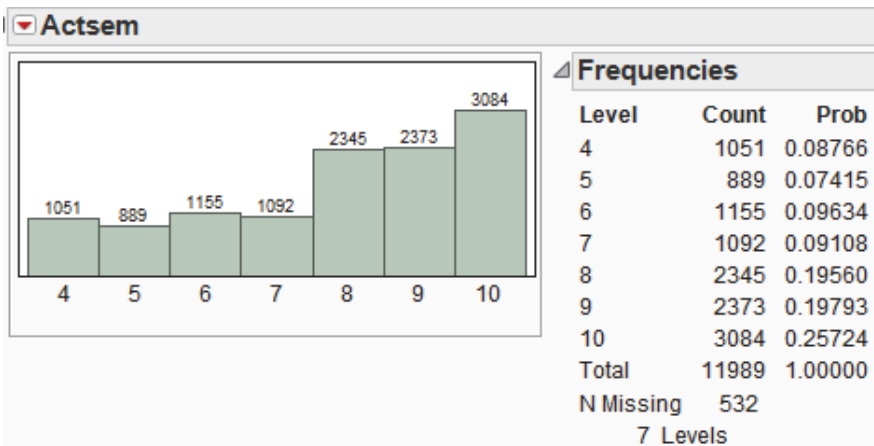 Actsem
3084
2345 2373
1051 889 1155 1092
4 5 6 7 8 9 10
Frequencies
Level Count Prob
4 1051 0.08766
5 889 0.07415
6 1155 0.09634
7 1092 0.09108
8 2345 0.19560
9 2373 0.19793
10 3084 0.25724
Total 11989 1.00000
N Missing 532
7 Levels